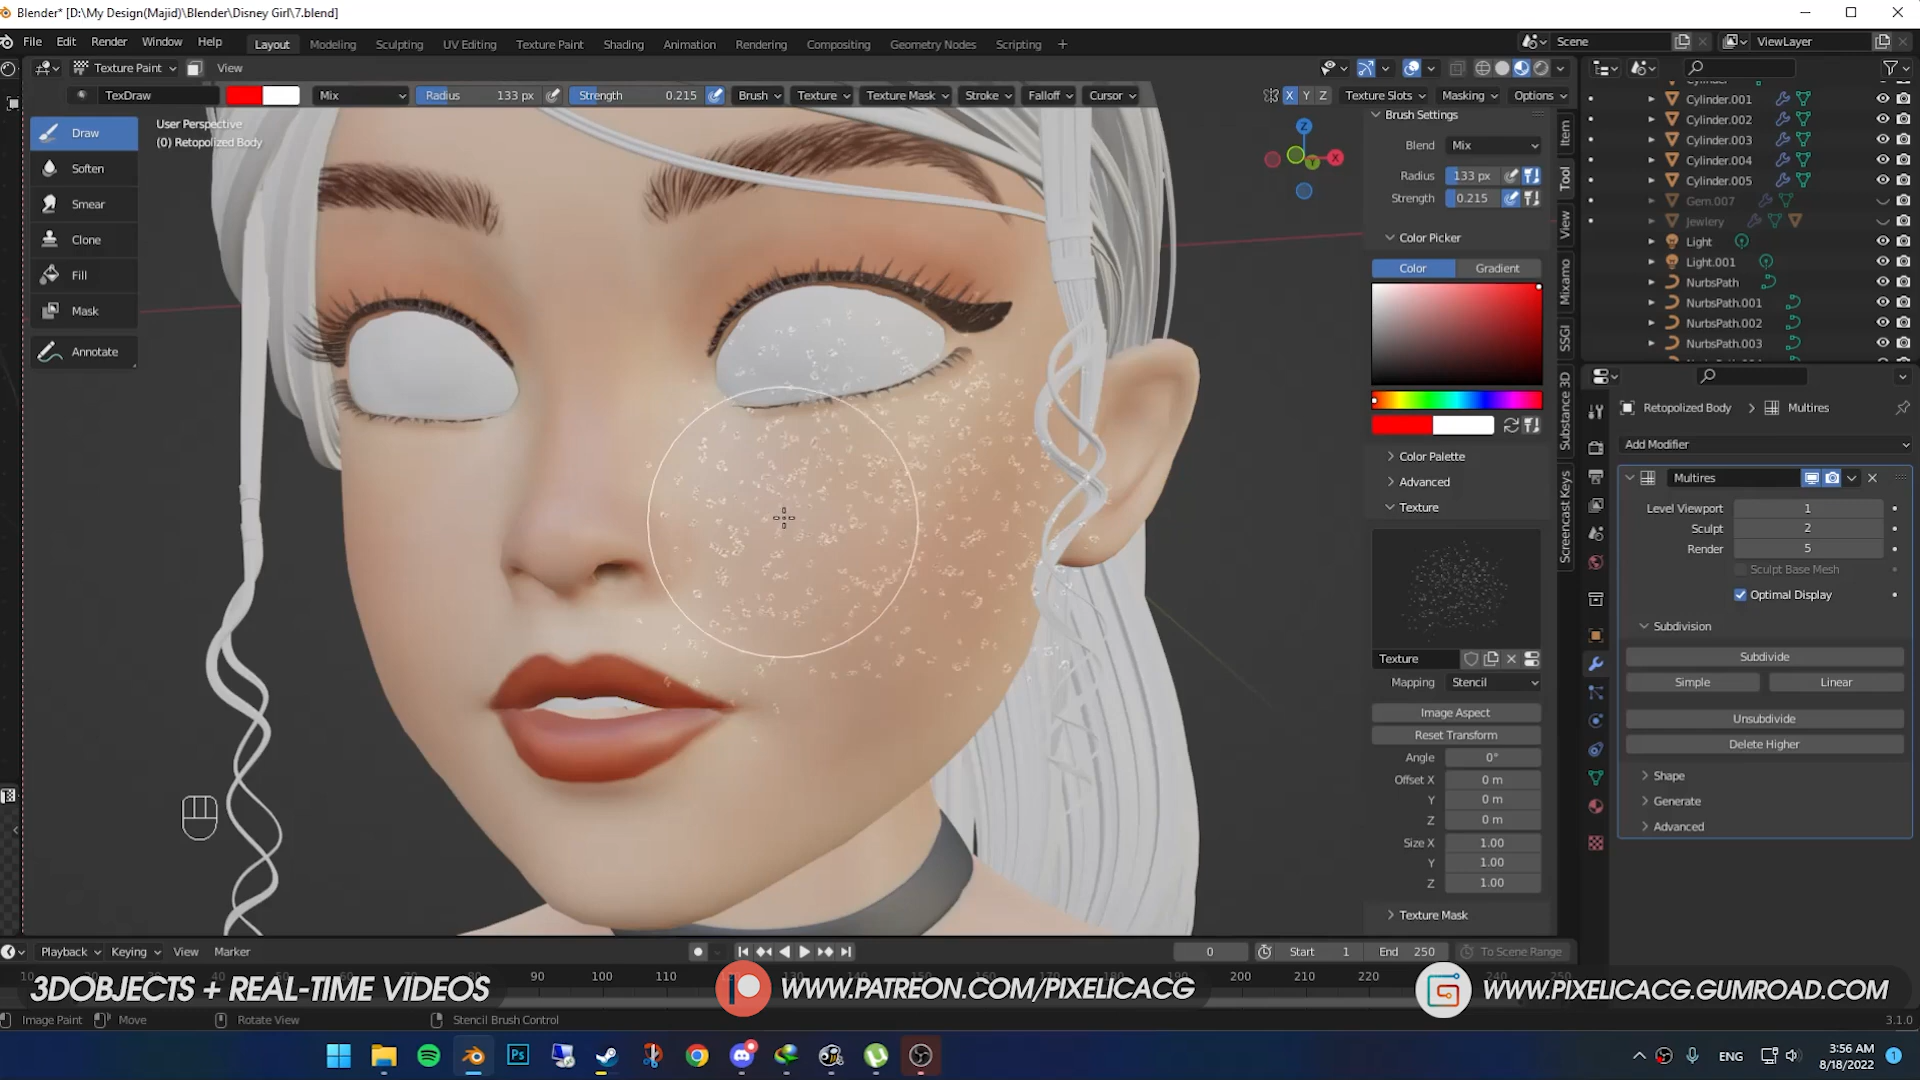 Blender* [D:\My Design(Majid)\Blender\Disney Girl\7.blend]
File Edit Render Window Help Layout Modeling Sculpting UV Editing Texture Paint Shading Animation Rendering Compositing Geometry Nodes Scripting + Scene ViewLayer
Texture Paint View
TexDraw Mix Radius 133 px Strength 0.215 Brush Texture Texture Mask Stroke Falloff Cursor X Y Z Texture Slots Masking Options
User Perspective
(0) Retopolized Body
Draw
Soften
Smear
Clone
Fill
Mask
Annotate
Z
X
Y
Brush Settings
Blend Mix
Radius 133 px
Strength 0.215
Color Picker
Color Gradient
Color Palette
Advanced
Texture
Texture
Mapping Stencil
Image Aspect
Reset Transform
Angle 0°
Offset X 0 m
Y 0 m
Z 0 m
Size X 1.00
Y 1.00
Z 1.00
Texture Mask
Item
Tool
View
Mixamo
SSGI
Substance 3D
Screencast Keys
Cylinder.001
Cylinder.002
Cylinder.003
Cylinder.004
Cylinder.005
Gem.007
Jewlery
Light
Light.001
NurbsPath
NurbsPath.001
NurbsPath.002
NurbsPath.003
Retopolized Body > Multires
Add Modifier
Multires
Level Viewport 1
Sculpt 2
Render 5
Sculpt Base Mesh
Optimal Display
Subdivision
Subdivide
Simple Linear
Unsubdivide
Delete Higher
Shape
Generate
Advanced
Playback Keying View Marker 0 Start 1 End 250 To Scene Range
90 100 110 200 210 220
3DOBJECTS + REAL-TIME VIDEOS WWW.PATREON.COM/PIXELICACG WWW.PIXELICACG.GUMROAD.COM
Image Paint Move Rotate View Stencil Brush Control 3.1.0
Ps ENG 3:56 AM 1
8/18/2022